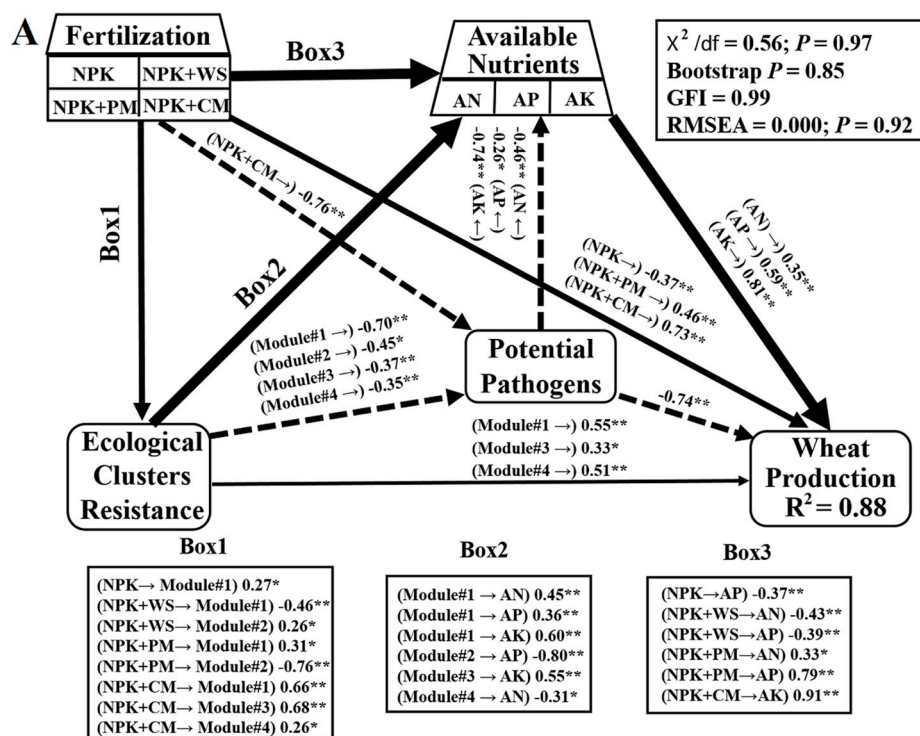 A
Fertilization
NPK NPK+WS
NPK+PM NPK+CM
Box3
Available
Nutrients
AN AP AK
X² /df = 0.56; P = 0.97
Bootstrap P = 0.85
GFI = 0.99
RMSEA = 0.000; P = 0.92
Box1
Box2
(NPK+CM→) -0.76**
-0.74** (AK←)
-0.26* (AP←)
-0.46** (AN←)
(AN→) 0.35**
(AP→) 0.59**
(AK→) 0.81**
(NPK→) -0.37**
(NPK+PM→) 0.46**
(NPK+CM→) 0.73**
(Module#1 →) -0.70**
(Module#2 →) -0.45*
(Module#3 →) -0.37**
(Module#4 →) -0.35**
Potential
Pathogens
-0.74**
Ecological
Clusters
Resistance
(Module#1 →) 0.55**
(Module#3 →) 0.33*
(Module#4 →) 0.51**
Wheat
Production
R² = 0.88
Box1
(NPK→ Module#1) 0.27*
(NPK+WS→ Module#1) -0.46**
(NPK+WS→ Module#2) 0.26*
(NPK+PM→ Module#1) 0.31*
(NPK+PM→ Module#2) -0.76**
(NPK+CM→ Module#1) 0.66**
(NPK+CM→ Module#3) 0.68**
(NPK+CM→ Module#4) 0.26*
Box2
(Module#1 → AN) 0.45**
(Module#1 → AP) 0.36**
(Module#1 → AK) 0.60**
(Module#2 → AP) -0.80**
(Module#3 → AK) 0.55**
(Module#4 → AN) -0.31*
Box3
(NPK→AP) -0.37**
(NPK+WS→AN) -0.43**
(NPK+WS→AP) -0.39**
(NPK+PM→AN) 0.33*
(NPK+PM→AP) 0.79**
(NPK+CM→AK) 0.91**